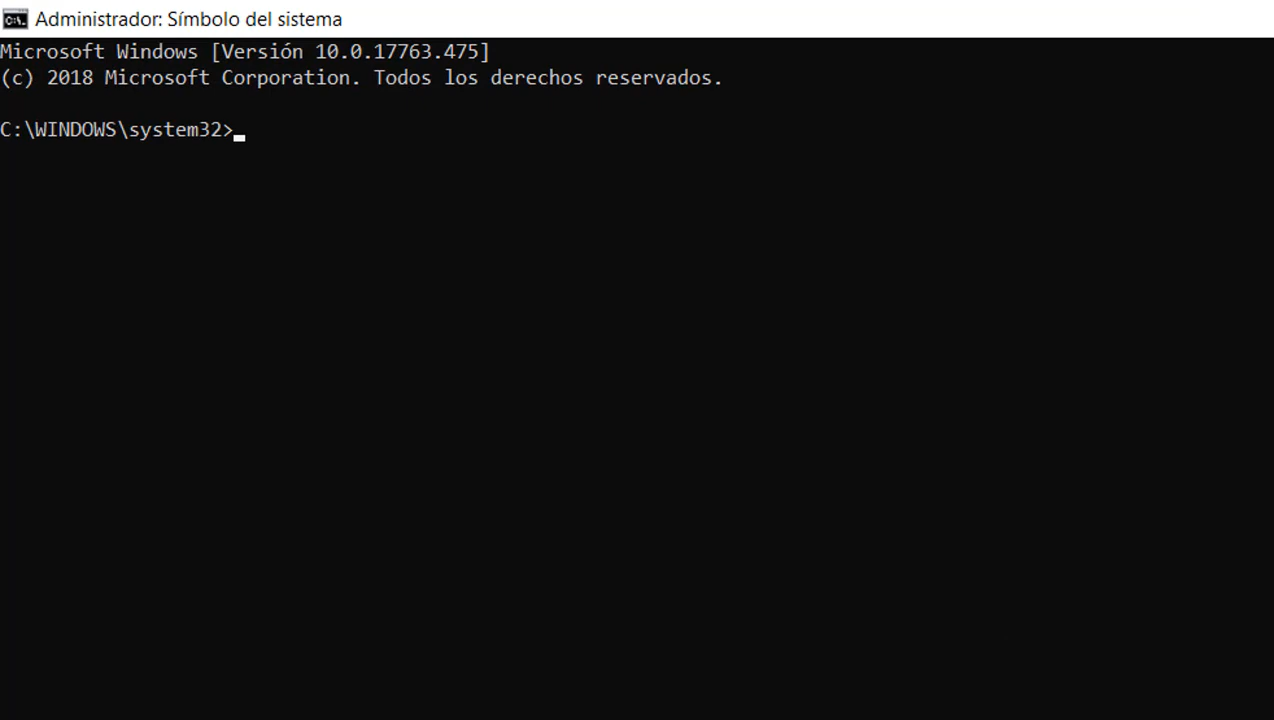 Administrador: Símbolo del sistema
Microsoft Windows [Versión 10.0.17763.475]
(c) 2018 Microsoft Corporation. Todos los derechos reservados.
C:\WINDOWS\system32>